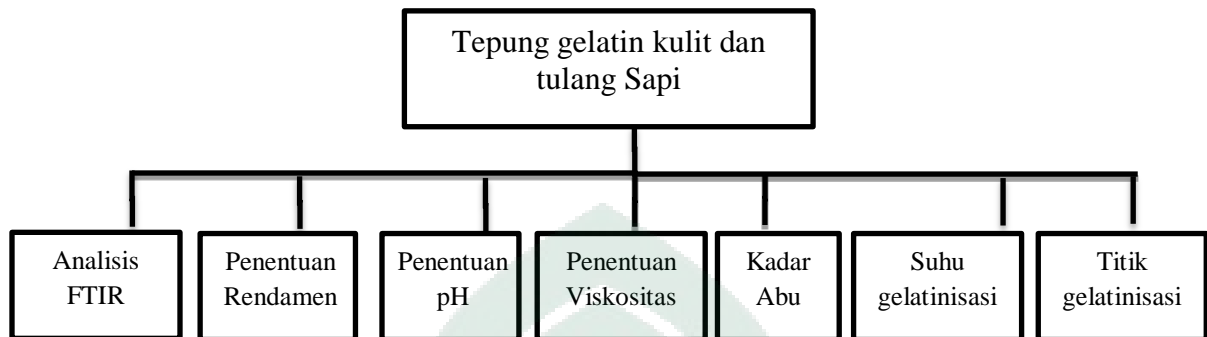 Tepung gelatin kulit dan
tulang Sapi
Analisis
FTIR
Penentuan
Rendamen
Penentuan
pH
Penentuan
Viskositas
Kadar
Abu
Suhu
gelatinisasi
Titik
gelatinisasi